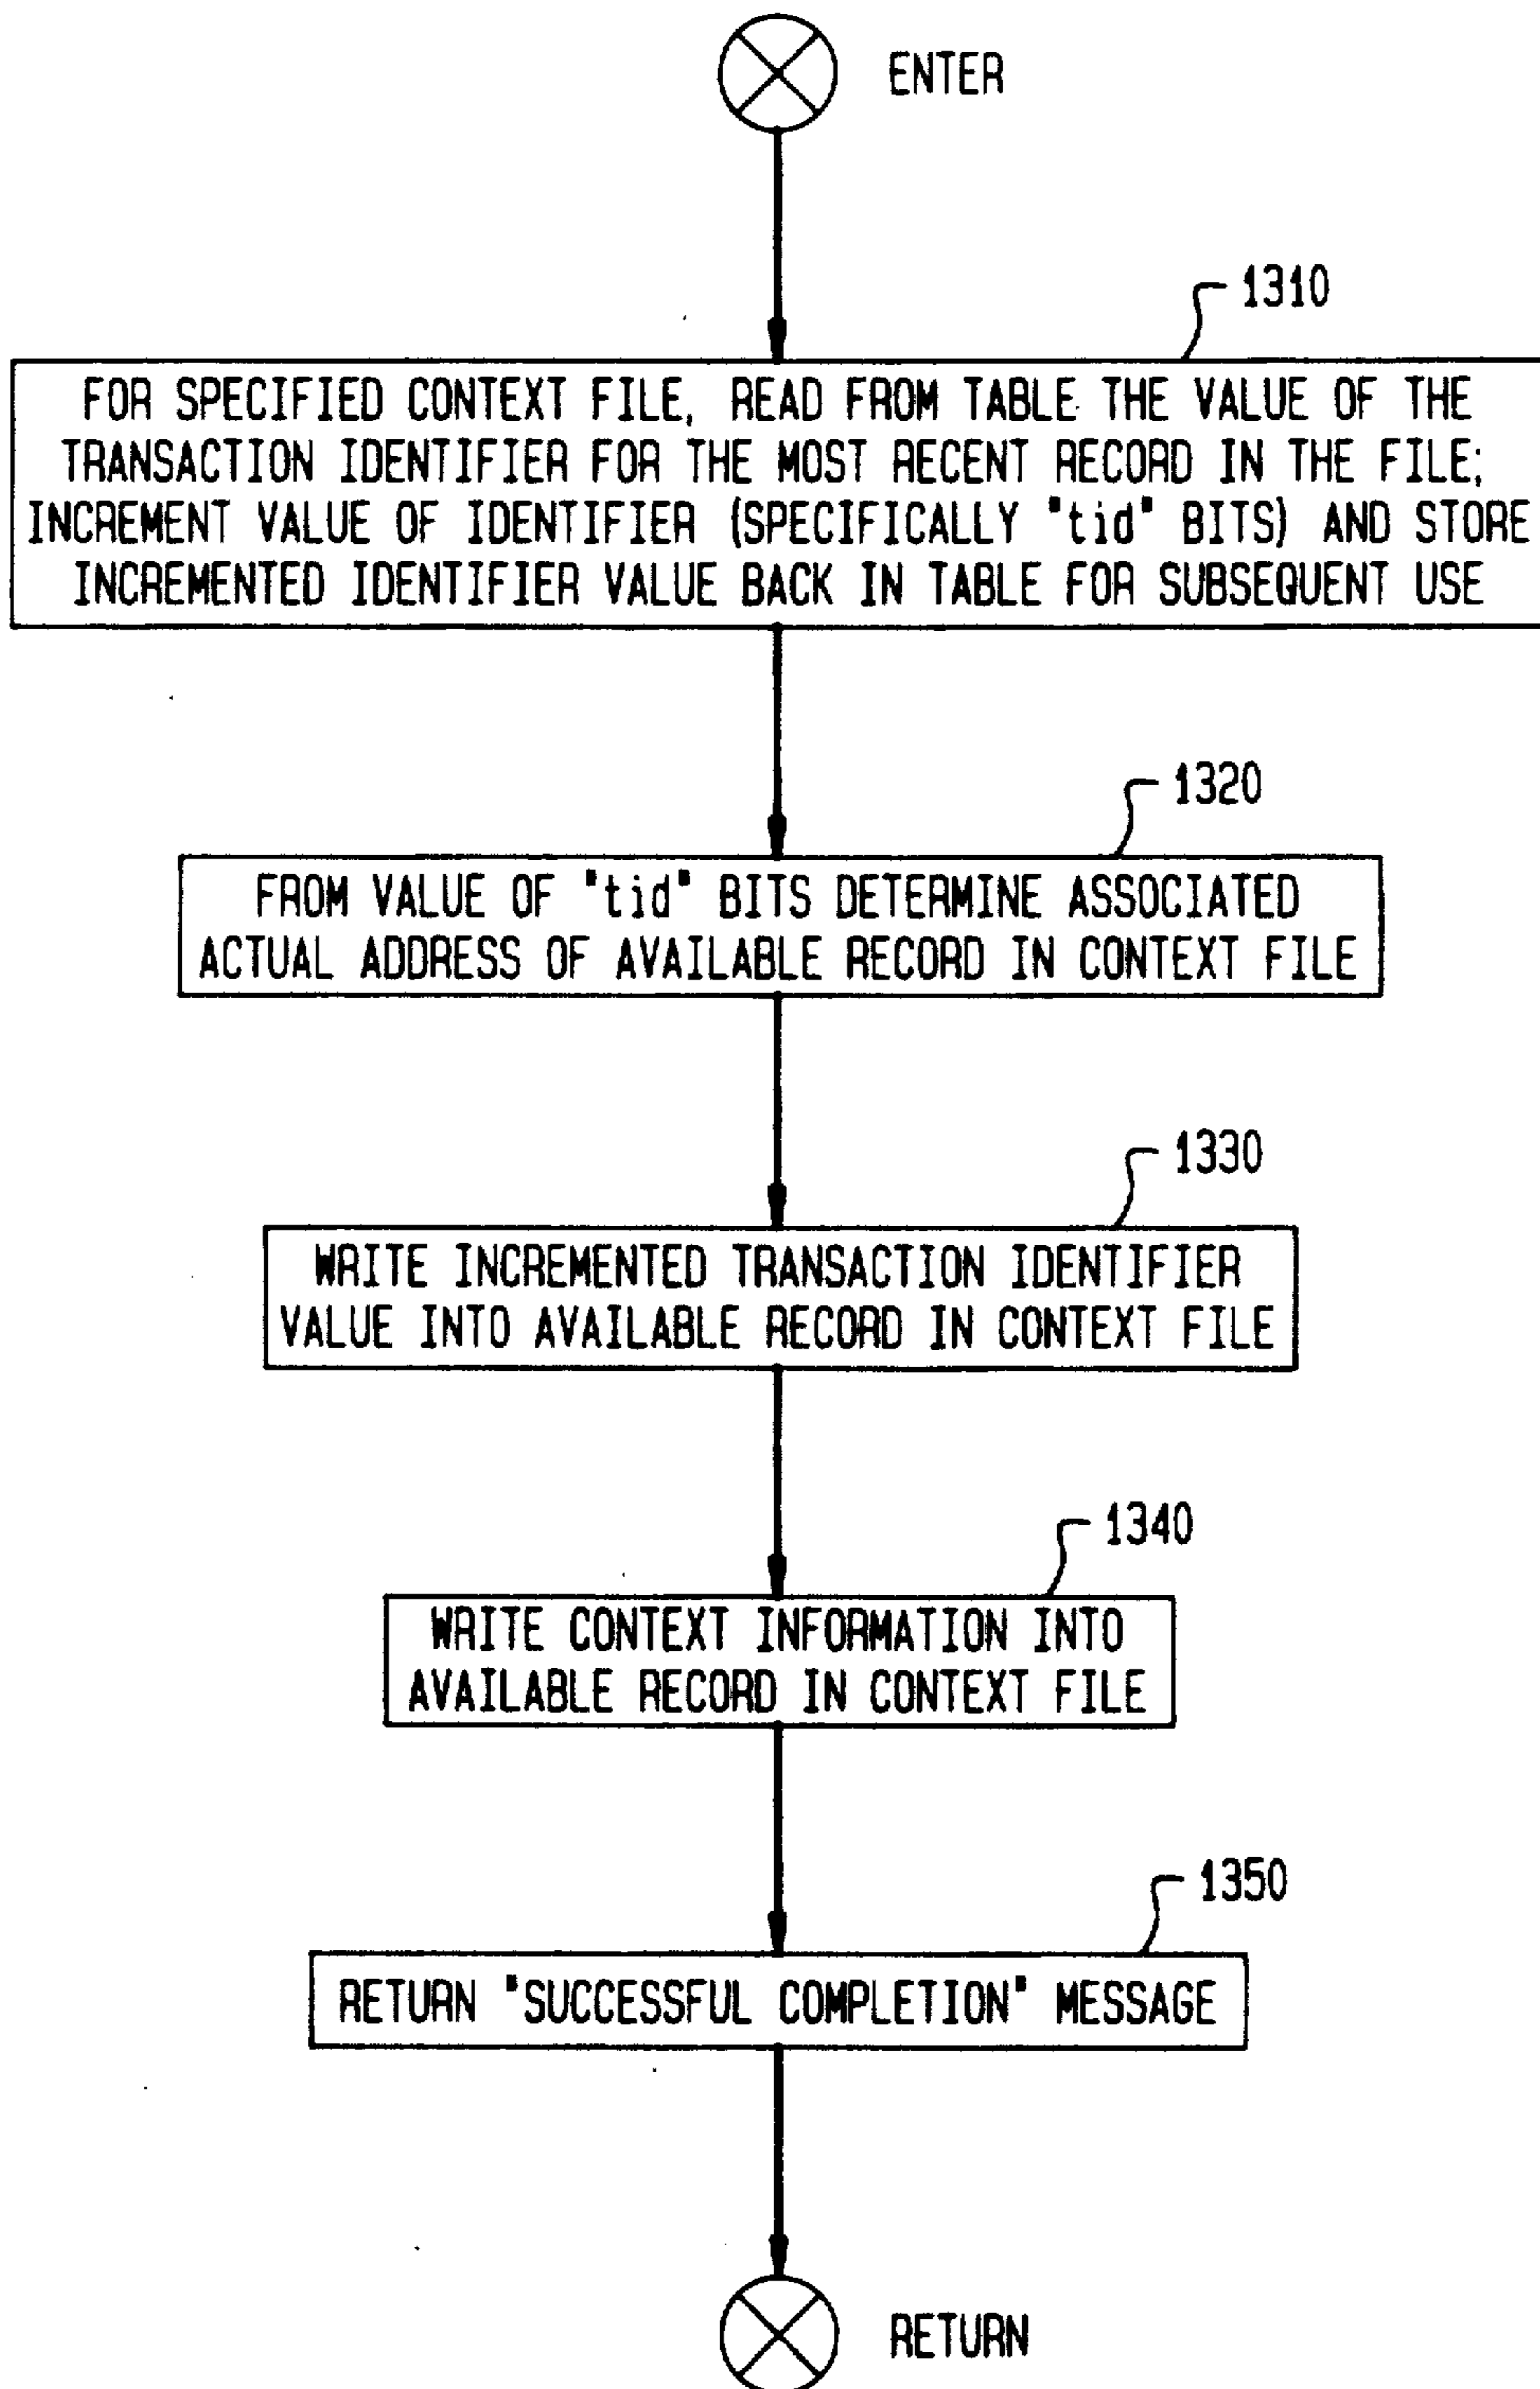 ENTER
1310
FOR SPECIFIED CONTEXT FILE, READ FROM TABLE THE VALUE OF THE
TRANSACTION IDENTIFIER FOR THE MOST RECENT RECORD IN THE FILE;
INCREMENT VALUE OF IDENTIFIER (SPECIFICALLY "tid" BITS) AND STORE
INCREMENTED IDENTIFIER VALUE BACK IN TABLE FOR SUBSEQUENT USE
1320
FROM VALUE OF "tid" BITS DETERMINE ASSOCIATED
ACTUAL ADDRESS OF AVAILABLE RECORD IN CONTEXT FILE
1330
WRITE INCREMENTED TRANSACTION IDENTIFIER
VALUE INTO AVAILABLE RECORD IN CONTEXT FILE
1340
WRITE CONTEXT INFORMATION INTO
AVAILABLE RECORD IN CONTEXT FILE
1350
RETURN "SUCCESSFUL COMPLETION" MESSAGE
RETURN